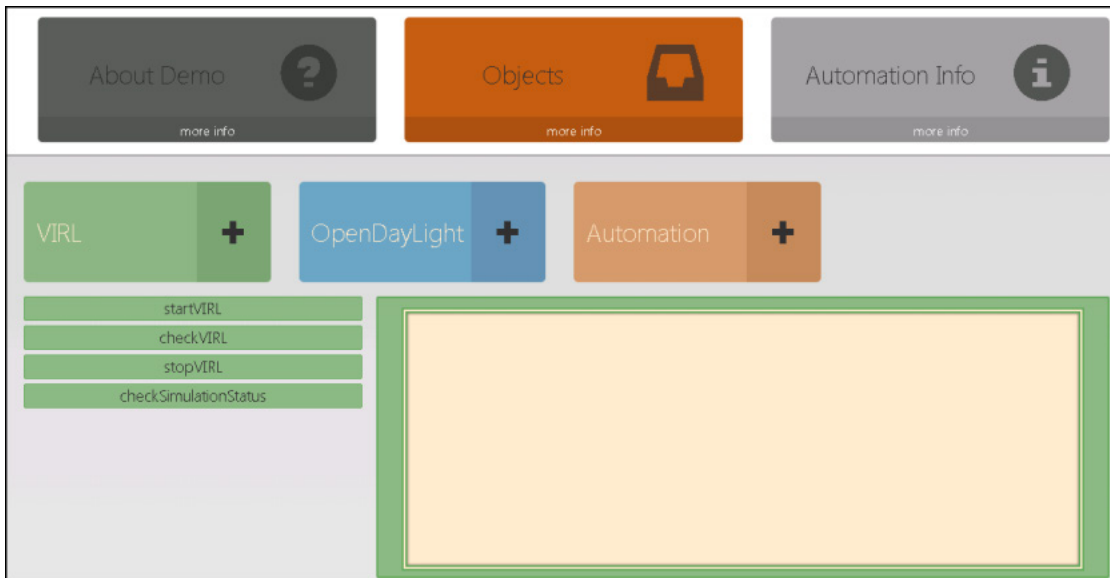 About Demo
more info
Objects
more info
Automation Info
more info
VIRL
OpenDayLight
Automation
startVIRL
checkVIRL
stopVIRL
checkSimulationStatus